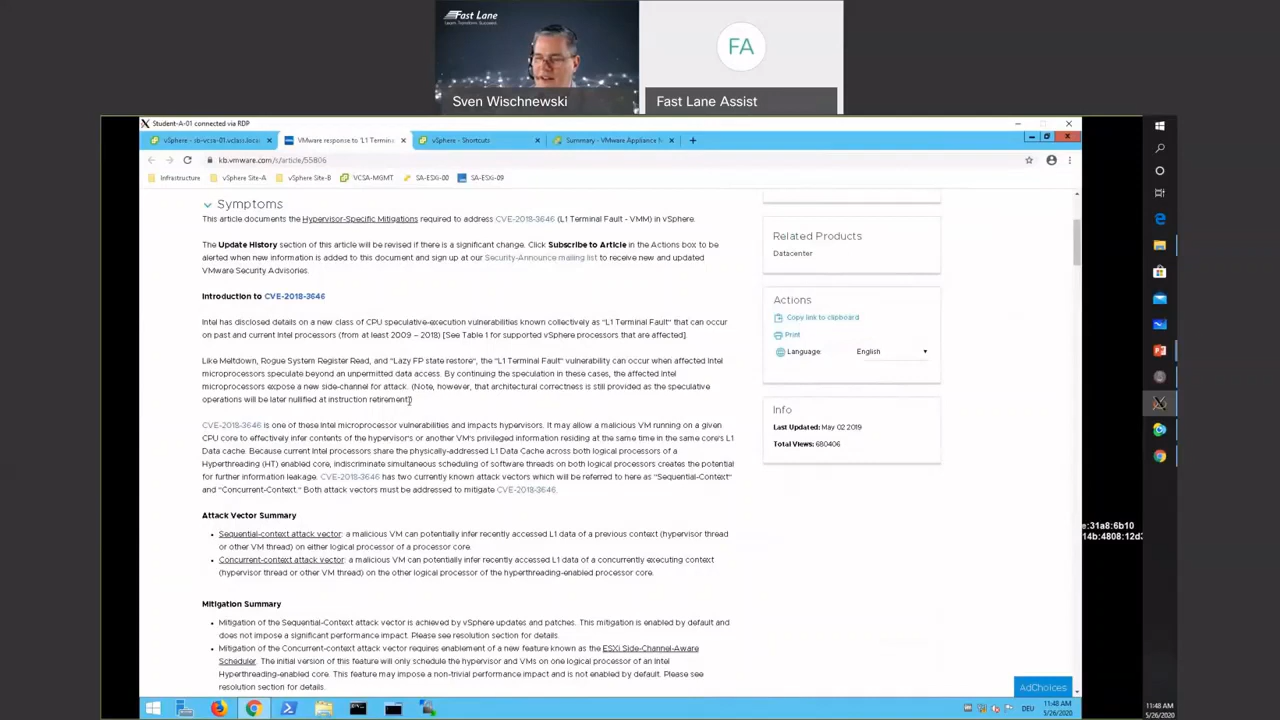 Fast Lane
FA
Sven Wischnewski
Fast Lane Assist
Student-A-01 connected via RDP
vSphere - sb-vcsa-01.vclass.local
VMware response to 'L1 Termina
vSphere - Shortcuts
Summary - VMware Appliance M
kb.vmware.com/s/article/55806
Infrastructure
vSphere Site-A
vSphere Site-B
VCSA-MGMT
SA-ESXi-00
SA-ESXi-09
Symptoms
This article documents the Hypervisor-Specific Mitigations required to address CVE-2018-3646 (L1 Terminal Fault - VMM) in vSphere.
The Update History section of this article will be revised if there is a significant change. Click Subscribe to Article in the Actions box to be
alerted when new information is added to this document and sign up at our Security-Announce mailing list to receive new and updated
VMware Security Advisories.
Introduction to CVE-2018-3646
Intel has disclosed details on a new class of CPU speculative-execution vulnerabilities known collectively as "L1 Terminal Fault" that can occur
on past and current Intel processors (from at least 2009 – 2018) [See Table 1 for supported vSphere processors that are affected].
Like Meltdown, Rogue System Register Read, and "Lazy FP state restore", the "L1 Terminal Fault" vulnerability can occur when affected Intel
microprocessors speculate beyond an unpermitted data access. By continuing the speculation in these cases, the affected Intel
microprocessors expose a new side-channel for attack. (Note, however, that architectural correctness is still provided as the speculative
operations will be later nullified at instruction retirement.)
CVE-2018-3646 is one of these Intel microprocessor vulnerabilities and impacts hypervisors. It may allow a malicious VM running on a given
CPU core to effectively infer contents of the hypervisor's or another VM's privileged information residing at the same time in the same core's L1
Data cache. Because current Intel processors share the physically-addressed L1 Data Cache across both logical processors of a
Hyperthreading (HT) enabled core, indiscriminate simultaneous scheduling of software threads on both logical processors creates the potential
for further information leakage. CVE-2018-3646 has two currently known attack vectors which will be referred to here as "Sequential-Context"
and "Concurrent-Context." Both attack vectors must be addressed to mitigate CVE-2018-3646.
Attack Vector Summary
• Sequential-context attack vector: a malicious VM can potentially infer recently accessed L1 data of a previous context (hypervisor thread
or other VM thread) on either logical processor of a processor core.
• Concurrent-context attack vector: a malicious VM can potentially infer recently accessed L1 data of a concurrently executing context
(hypervisor thread or other VM thread) on the other logical processor of the hyperthreading-enabled processor core.
Mitigation Summary
• Mitigation of the Sequential-Context attack vector is achieved by vSphere updates and patches. This mitigation is enabled by default and
does not impose a significant performance impact. Please see resolution section for details.
• Mitigation of the Concurrent-context attack vector requires enablement of a new feature known as the ESXi Side-Channel-Aware
Scheduler. The initial version of this feature will only schedule the hypervisor and VMs on one logical processor of an Intel
Hyperthreading-enabled core. This feature may impose a non-trivial performance impact and is not enabled by default. Please see
resolution section for details.
Related Products
Datacenter
Actions
Copy link to clipboard
Print
Language:
English
Info
Last Updated: May 02 2019
Total Views: 680406
e:31a8:6b10
14b:4808:12d3
AdChoices
DEU
11:48 AM
5/26/2020
11:48 AM
5/26/2020